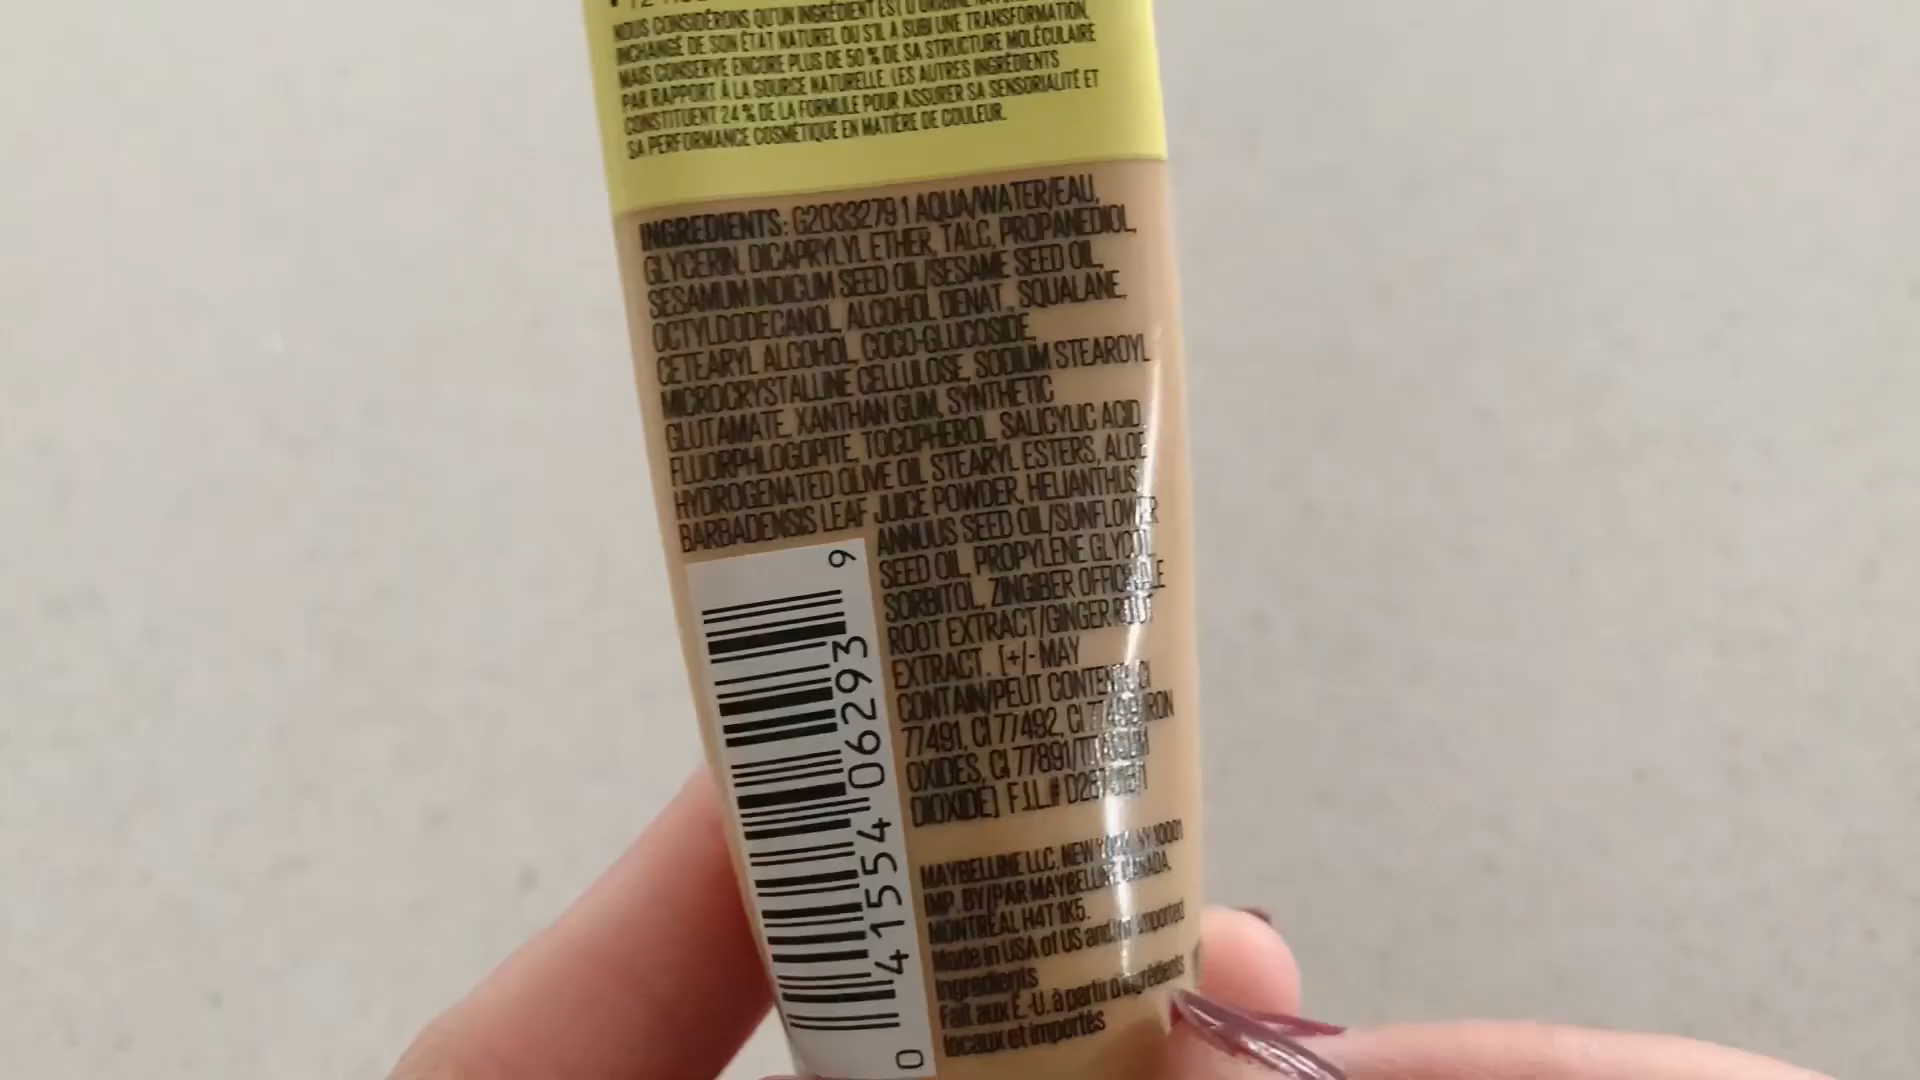 NOUS CONSIDÉRONS QU'UN INGRÉDIENT EST D'ORIGINE
INCHANGÉ DE SON ÉTAT NATUREL OU S'IL A SUBI UNE TRANSFORMATION,
MAIS CONSERVE ENCORE PLUS DE 50 % DE SA STRUCTURE MOLÉCULAIRE
PAR RAPPORT À LA SOURCE NATURELLE. LES AUTRES INGRÉDIENTS
CONSTITUENT 24 % DE LA FORMULE POUR ASSURER SA SENSORIALITÉ ET
SA PERFORMANCE COSMÉTIQUE EN MATIÈRE DE COULEUR.
INGREDIENTS: G2033279 1 AQUA/WATER/EAU,
GLYCERIN, DICAPRYLYL ETHER, TALC, PROPANEDIOL,
SESAMUM INDICUM SEED OIL/SESAME SEED OIL,
OCTYLDODECANOL, ALCOHOL DENAT., SQUALANE,
CETEARYL ALCOHOL, COCO-GLUCOSIDE,
MICROCRYSTALLINE CELLULOSE, SODIUM STEAROYL
GLUTAMATE, XANTHAN GUM, SYNTHETIC
FLUORPHLOGOPITE, TOCOPHEROL, SALICYLIC ACID,
HYDROGENATED OLIVE OIL STEARYL ESTERS, ALOE
BARBADENSIS LEAF JUICE POWDER, HELIANTHUS
ANNUUS SEED OIL/SUNFLOWER
SEED OIL, PROPYLENE GLYCOL,
SORBITOL, ZINGIBER OFFICINALE
ROOT EXTRACT/GINGER ROOT
EXTRACT. [+/- MAY
CONTAIN/PEUT CONTENIR CI
77491, CI 77492, CI 77499/IRON
OXIDES, CI 77891/TITANIUM
DIOXIDE] F.I.L.#
MAYBELLINE LLC, NEW YORK, NY 10001
IMP. BY/PAR MAYBELLINE CANADA,
MONTRÉAL H4T 1K5.
Made in USA of US and/or imported
ingredients
Fait aux É.-U. à partir d'ingrédients
locaux et importés
0 41554 06293 9